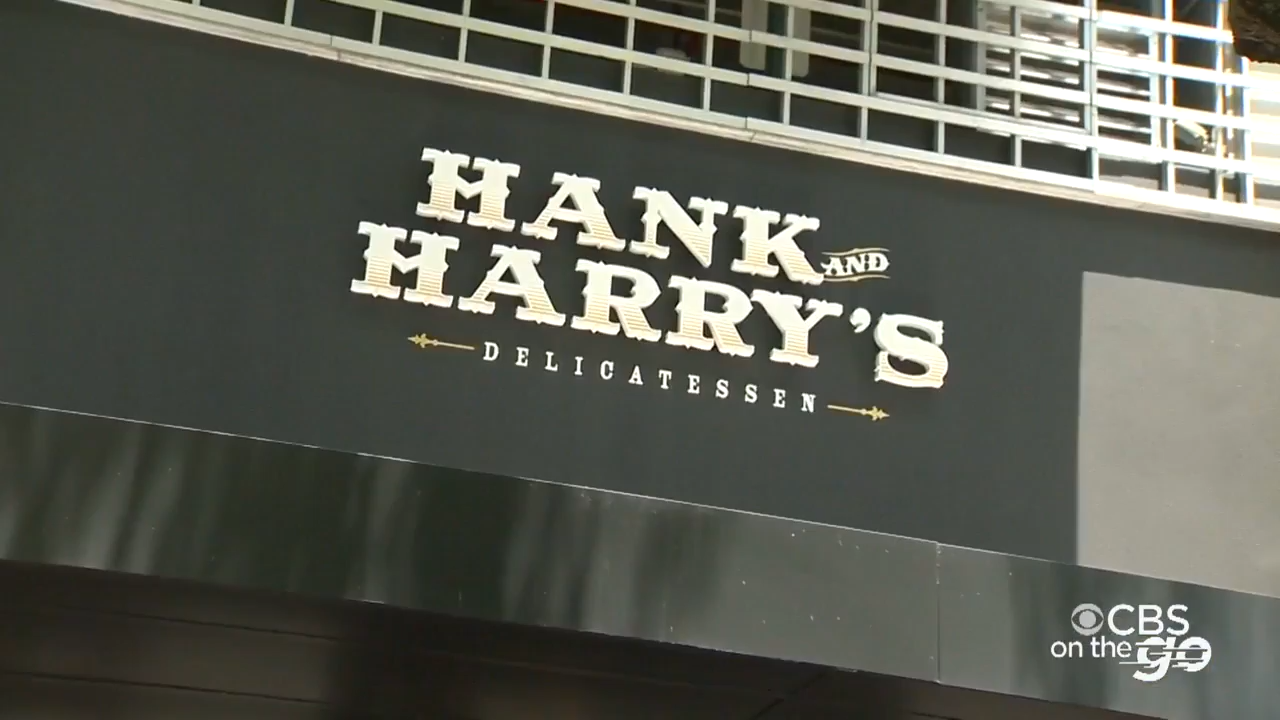 HANK AND
HARRY'S
DELICATESSEN
CBS
on the go